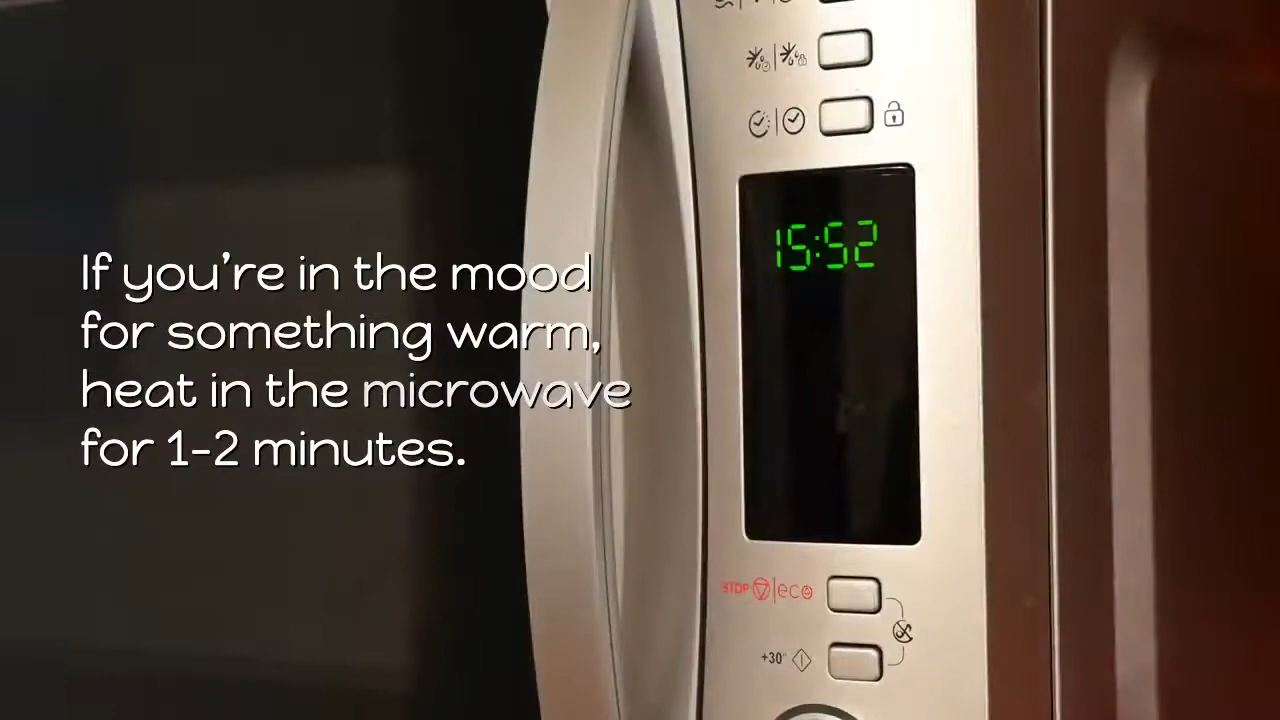 15:52
If you're in the mood
for something warm,
heat in the microwave
for 1-2 minutes.
STOP eco
+30"